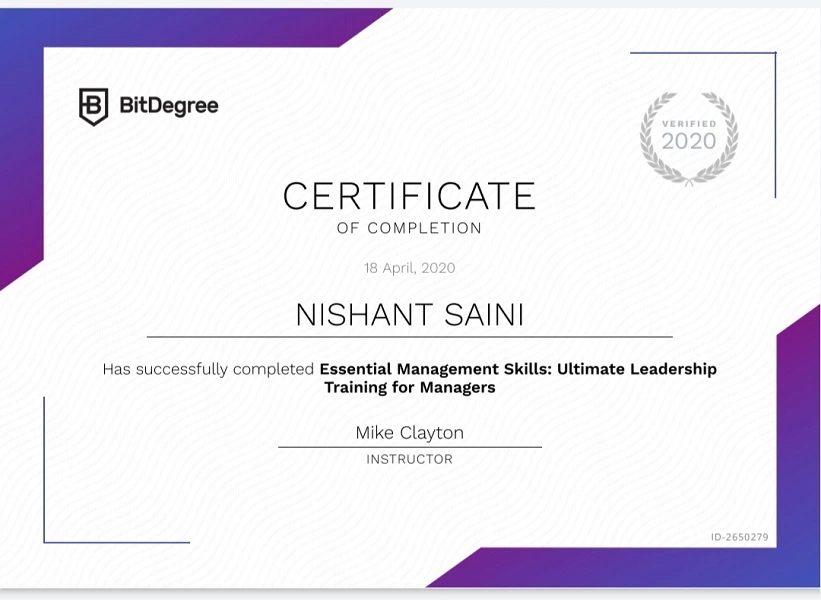 BitDegree
VERIFIED
2020
CERTIFICATE
OF COMPLETION
18 April, 2020
NISHANT SAINI
Has successfully completed Essential Management Skills: Ultimate Leadership
Training for Managers
Mike Clayton
INSTRUCTOR
ID-2650279